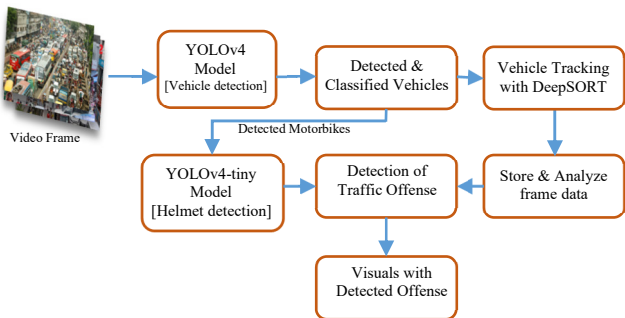 YOLOv4
Model
[Vehicle detection]
Detected &
Classified Vehicles
Vehicle Tracking
with DeepSORT
Video Frame
Detected Motorbikes
YOLOv4-tiny
Model
[Helmet detection]
Detection of
Traffic Offense
Store & Analyze
frame data
Visuals with
Detected Offense